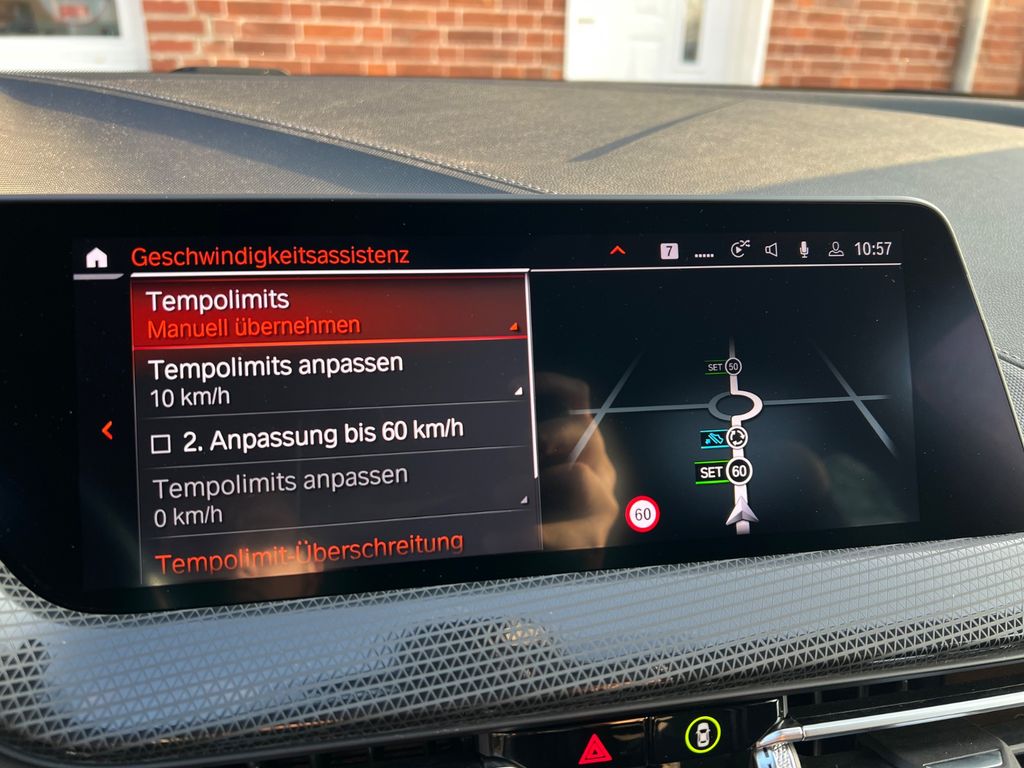 Geschwindigkeitsassistenz
7
10:57
Tempolimits
Manuell übernehmen
Tempolimits anpassen
10 km/h
2. Anpassung bis 60 km/h
Tempolimits anpassen
0 km/h
Tempolimit-Überschreitung
SET 50
SET 60
60